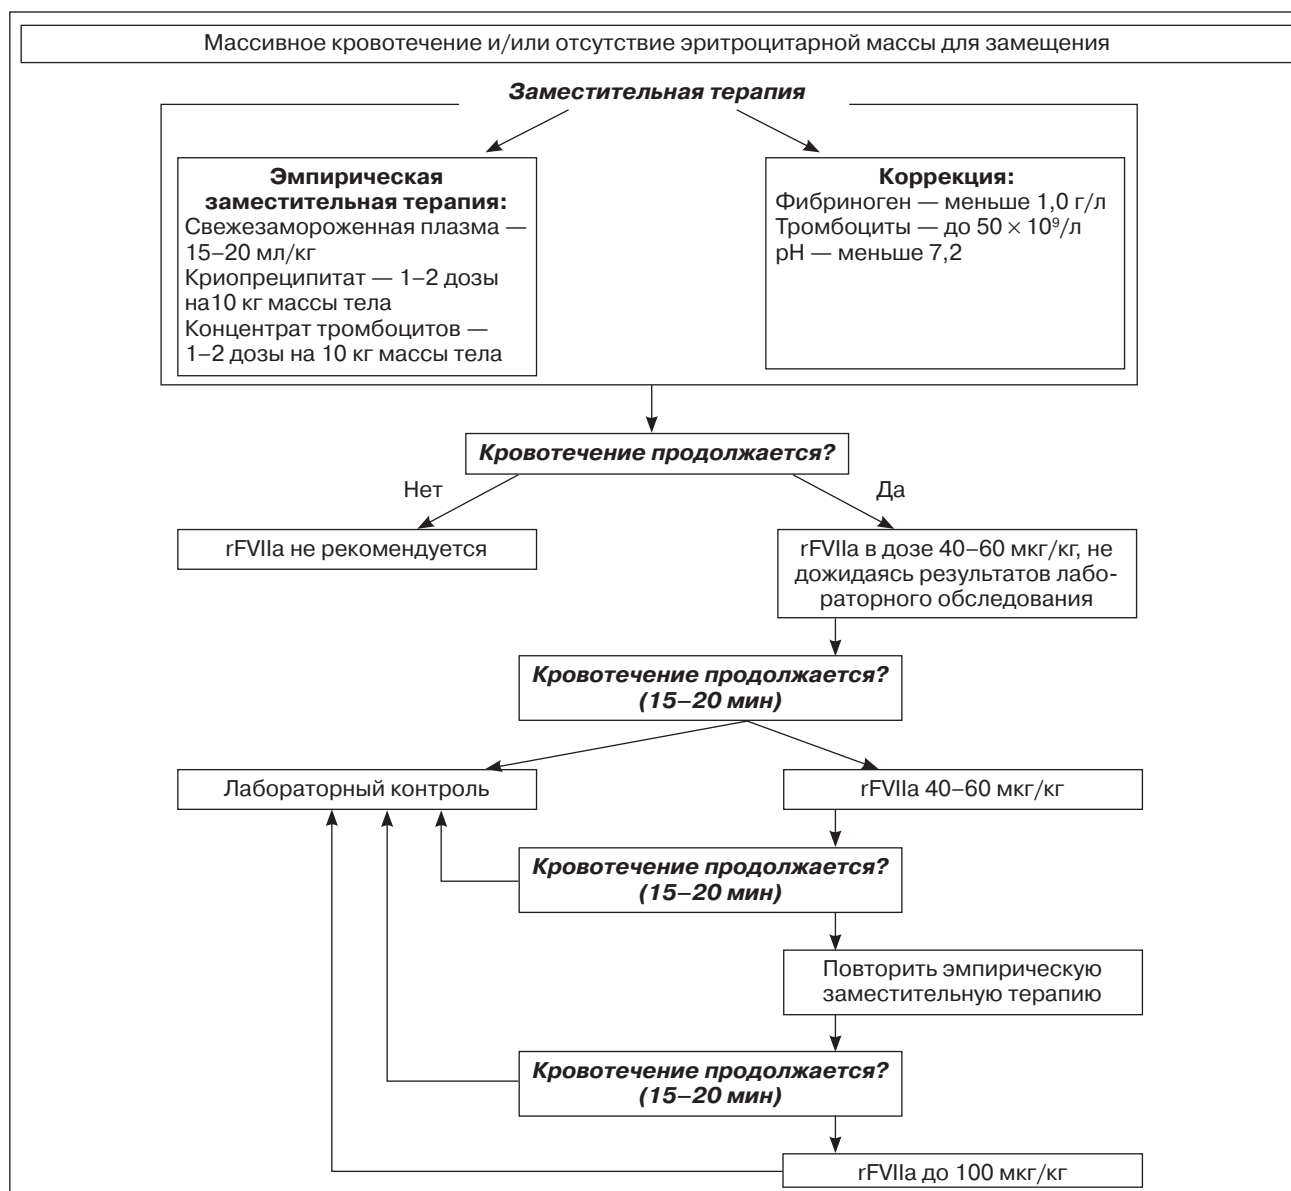 Массивное кровотечение и/или отсутствие эритроцитарной массы для замещения
Заместительная терапия
Эмпирическая
заместительная терапия:
Свежезамороженная плазма —
15–20 мл/кг
Криопреципитат — 1–2 дозы
на10 кг массы тела
Концентрат тромбоцитов —
1–2 дозы на 10 кг массы тела
Коррекция:
Фибриноген — меньше 1,0 г/л
Тромбоциты — до 50 × 10⁹/л
pH — меньше 7,2
Кровотечение продолжается?
Нет
Да
rFVIIa не рекомендуется
rFVIIa в дозе 40–60 мкг/кг, не
дожидаясь результатов лабо-
раторного обследования
Кровотечение продолжается?
(15–20 мин)
Лабораторный контроль
rFVIIa 40–60 мкг/кг
Кровотечение продолжается?
(15–20 мин)
Повторить эмпирическую
заместительную терапию
Кровотечение продолжается?
(15–20 мин)
rFVIIa до 100 мкг/кг